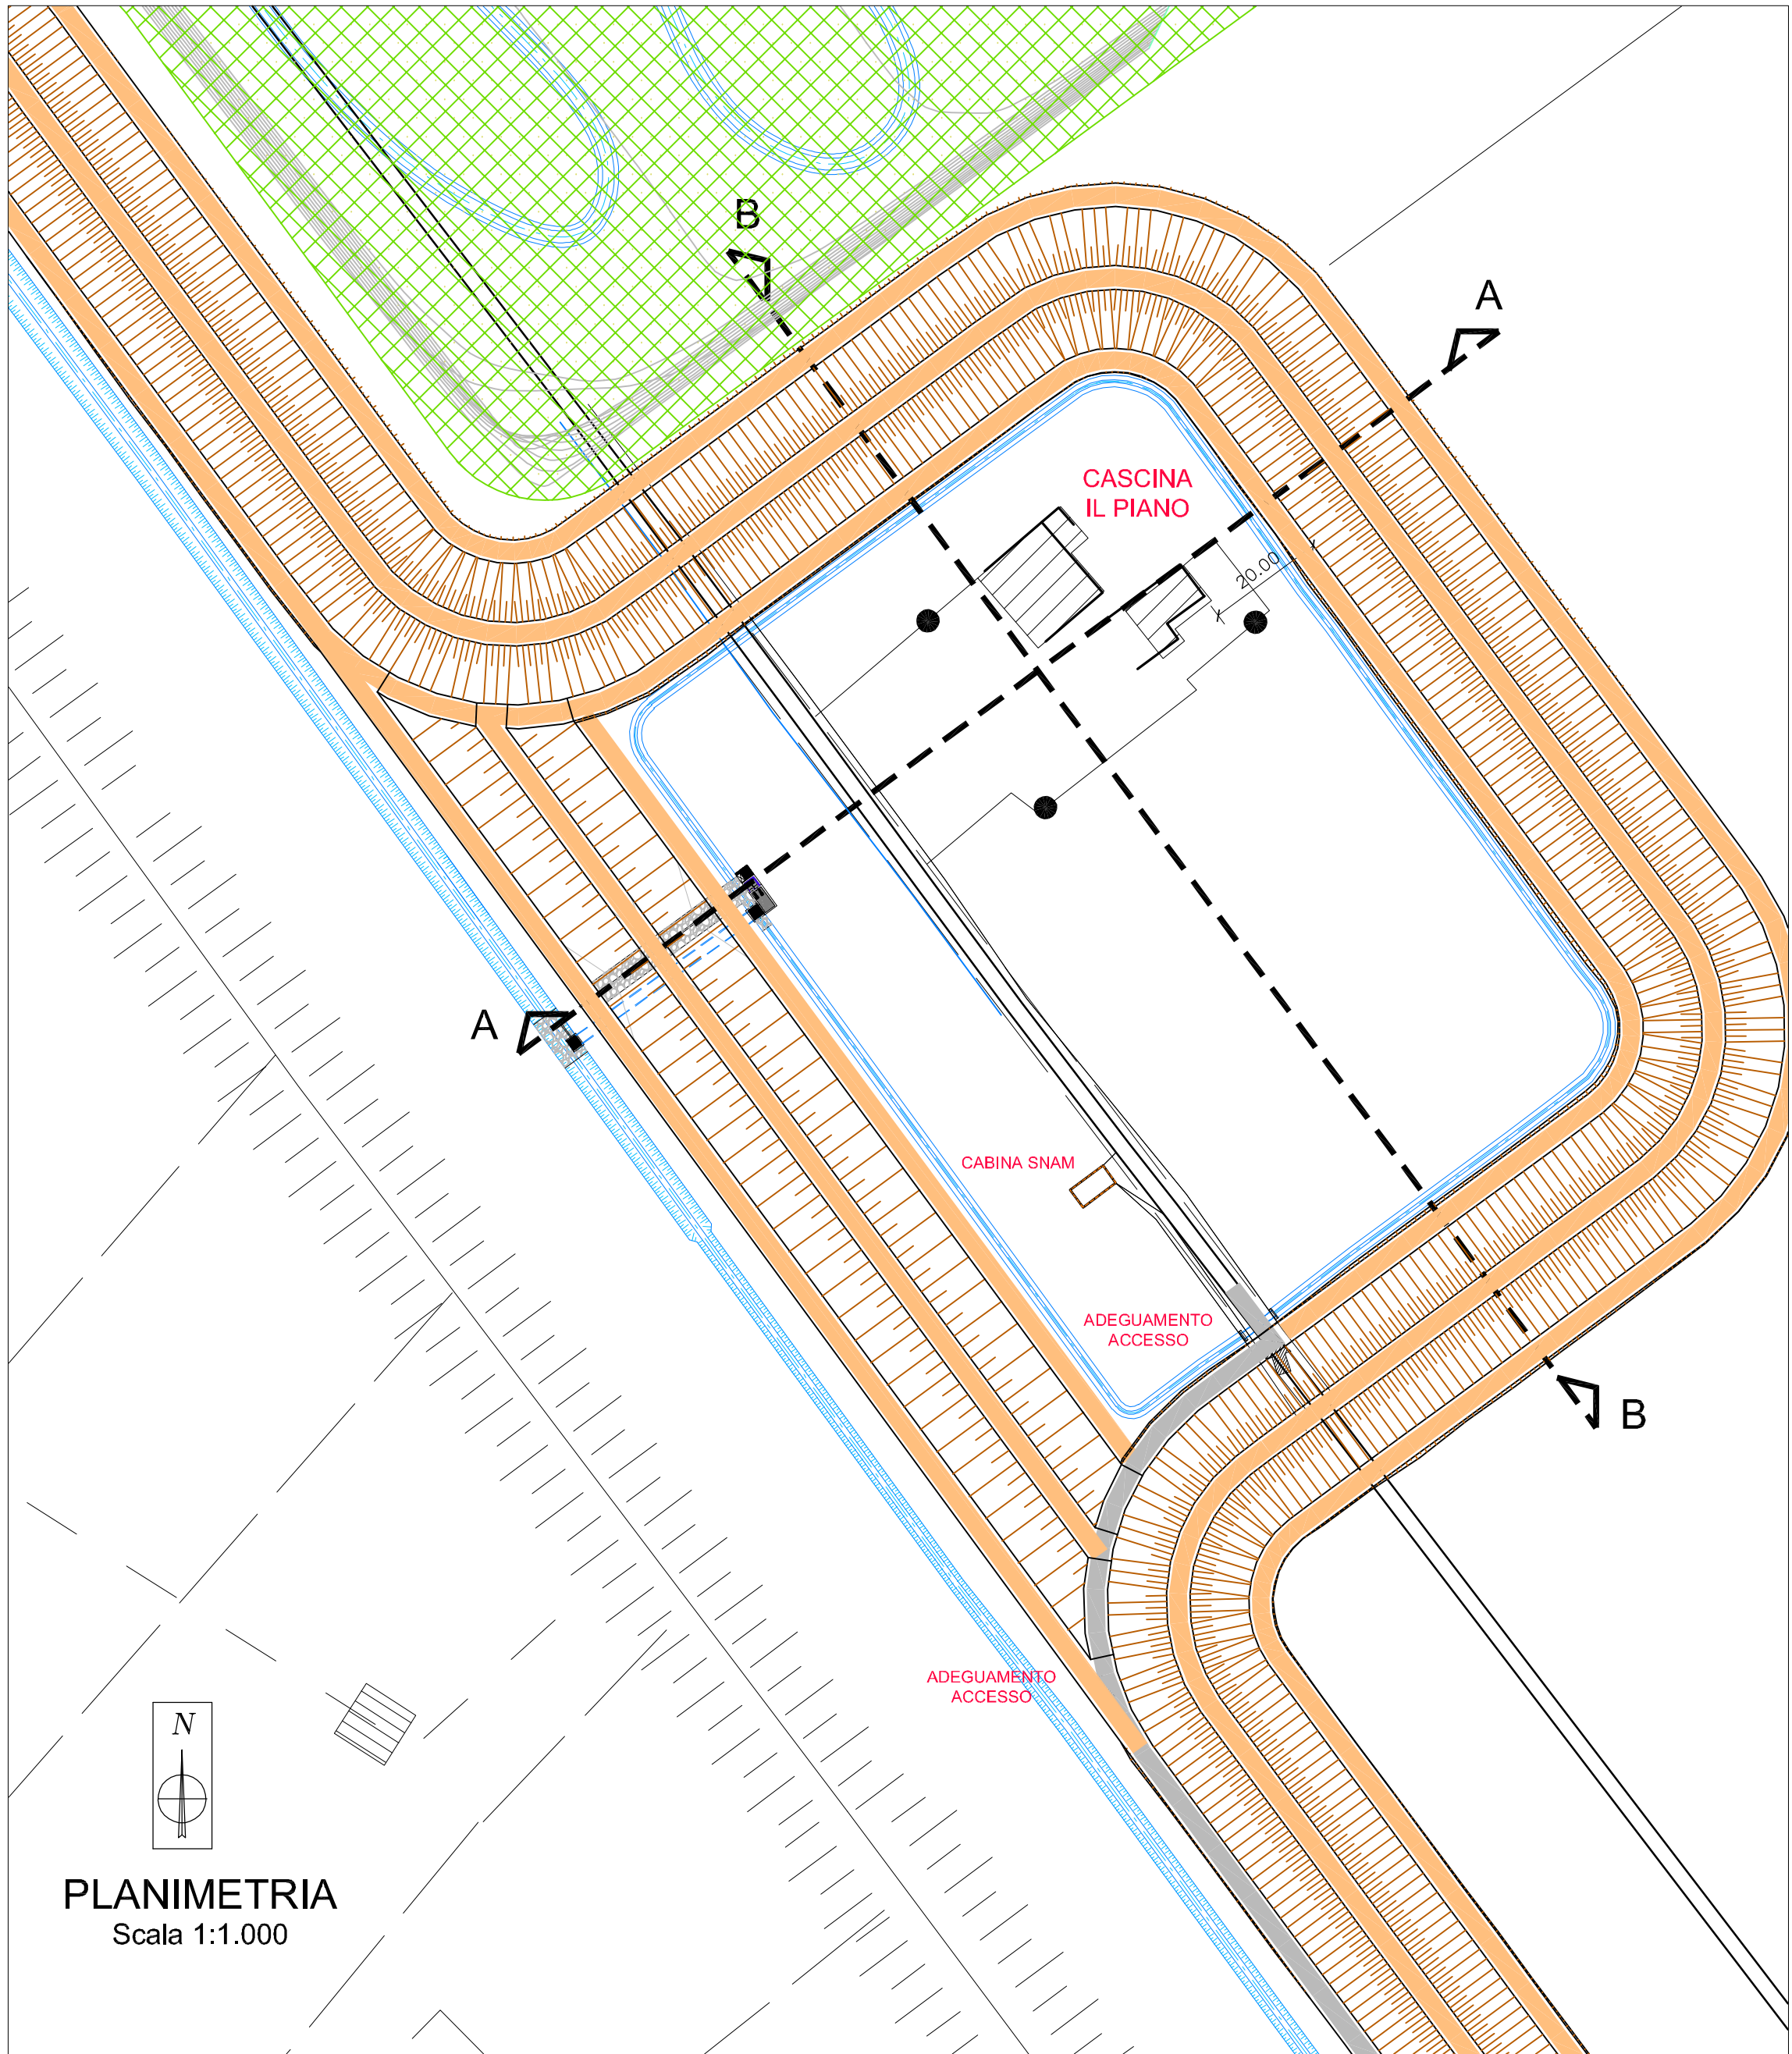 B
A
CASCINA
IL PIANO
20.00
A
CABINA SNAM
ADEGUAMENTO
ACCESSO
B
ADEGUAMENTO
ACCESSO
N
PLANIMETRIA
Scala 1:1.000